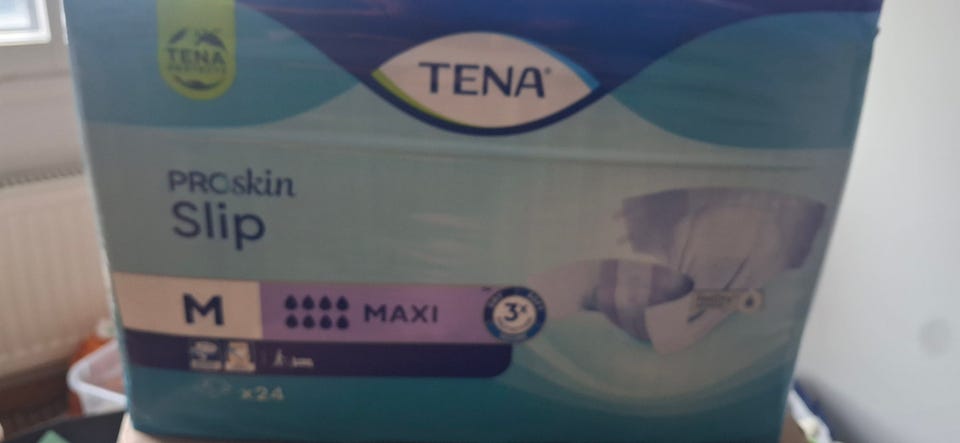 TENA
TENA
PROskin
Slip
M MAXI
3x
x24